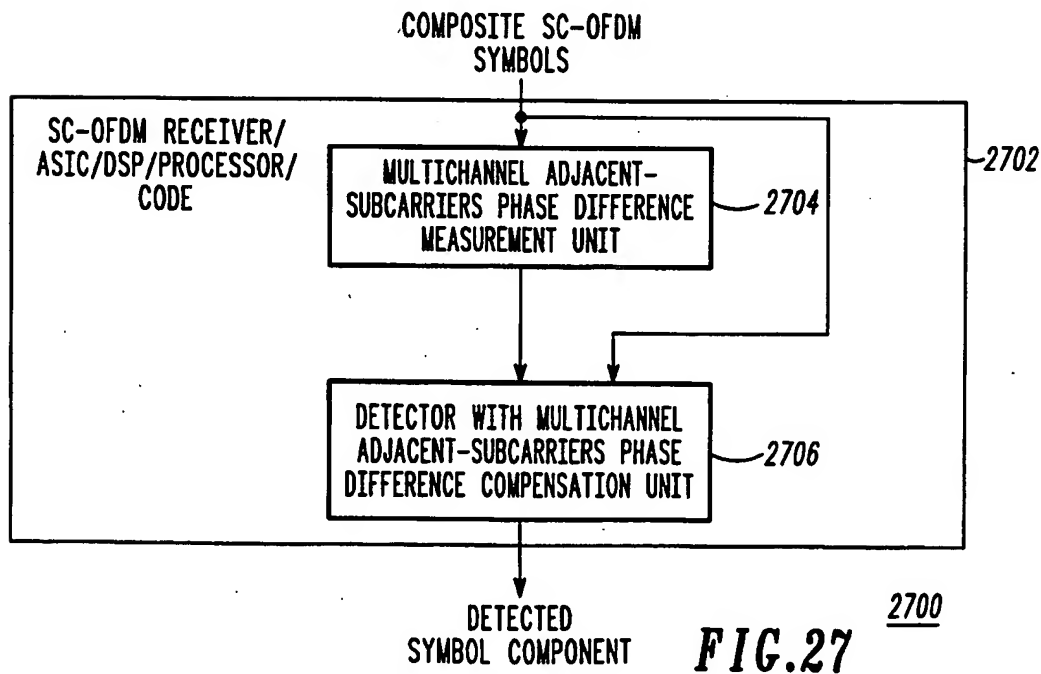 COMPOSITE SC-OFDM
SYMBOLS
SC-OFDM RECEIVER/
ASIC/DSP/PROCESSOR/
CODE
2702
MULTICHANNEL ADJACENT-
SUBCARRIERS PHASE DIFFERENCE
MEASUREMENT UNIT
2704
DETECTOR WITH MULTICHANNEL
ADJACENT-SUBCARRIERS PHASE
DIFFERENCE COMPENSATION UNIT
2706
DETECTED
SYMBOL COMPONENT
2700
FIG.27